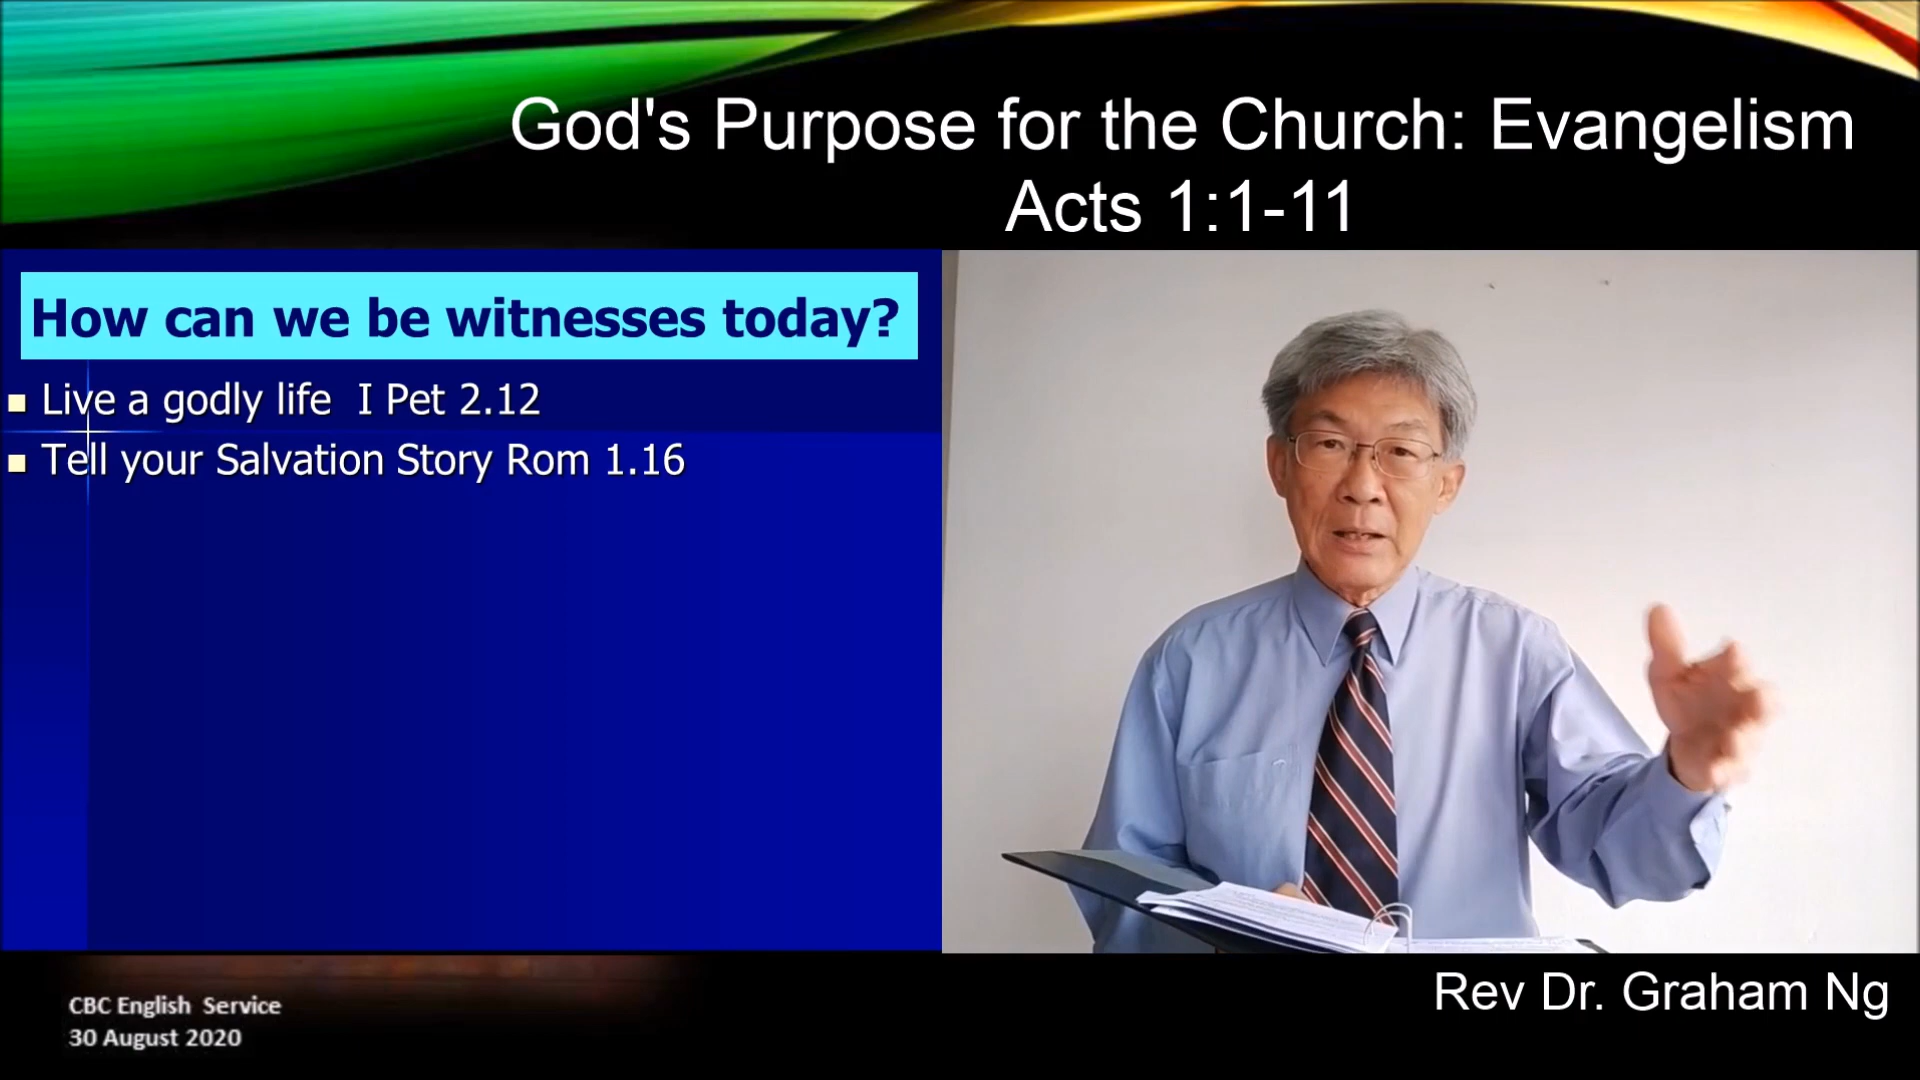 God's Purpose for the Church: Evangelism
Acts 1:1-11
How can we be witnesses today?
Live a godly life  I Pet 2.12
Tell your Salvation Story Rom 1.16
Rev Dr. Graham Ng
CBC English Service
30 August 2020